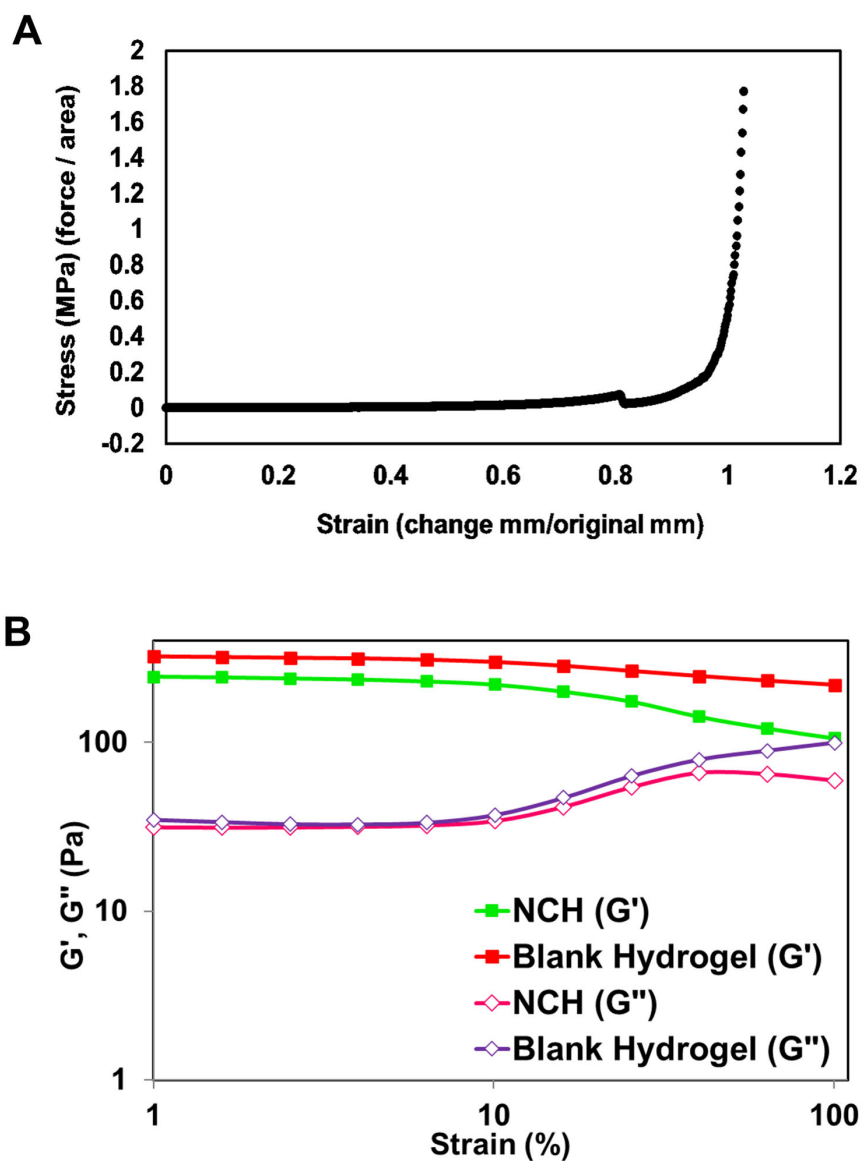 A
Stress (MPa) (force / area)
2
1.8
1.6
1.4
1.2
1
0.8
0.6
0.4
0.2
0
-0.2
0 0.2 0.4 0.6 0.8 1 1.2
Strain (change mm/original mm)
B
G', G" (Pa)
100
10
1
NCH (G')
Blank Hydrogel (G')
NCH (G")
Blank Hydrogel (G")
1 10 100
Strain (%)